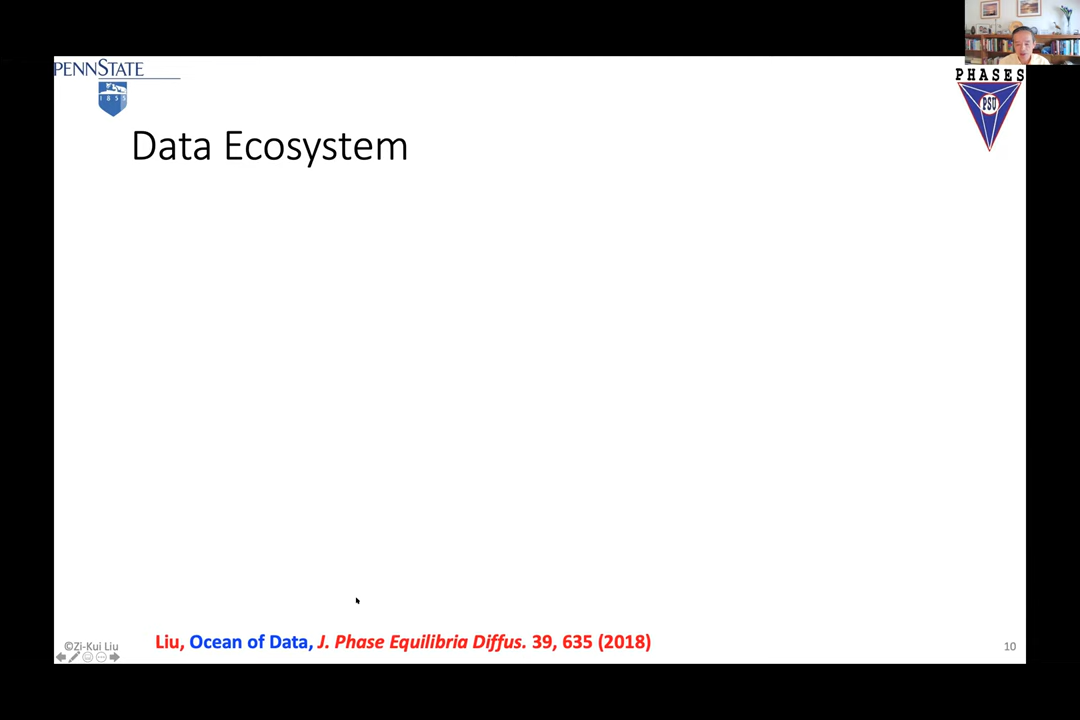 PENNSTATE
1855
PHASES
PSU
Data Ecosystem
Liu, Ocean of Data, J. Phase Equilibria Diffus. 39, 635 (2018)
©Zi-Kui Liu
10